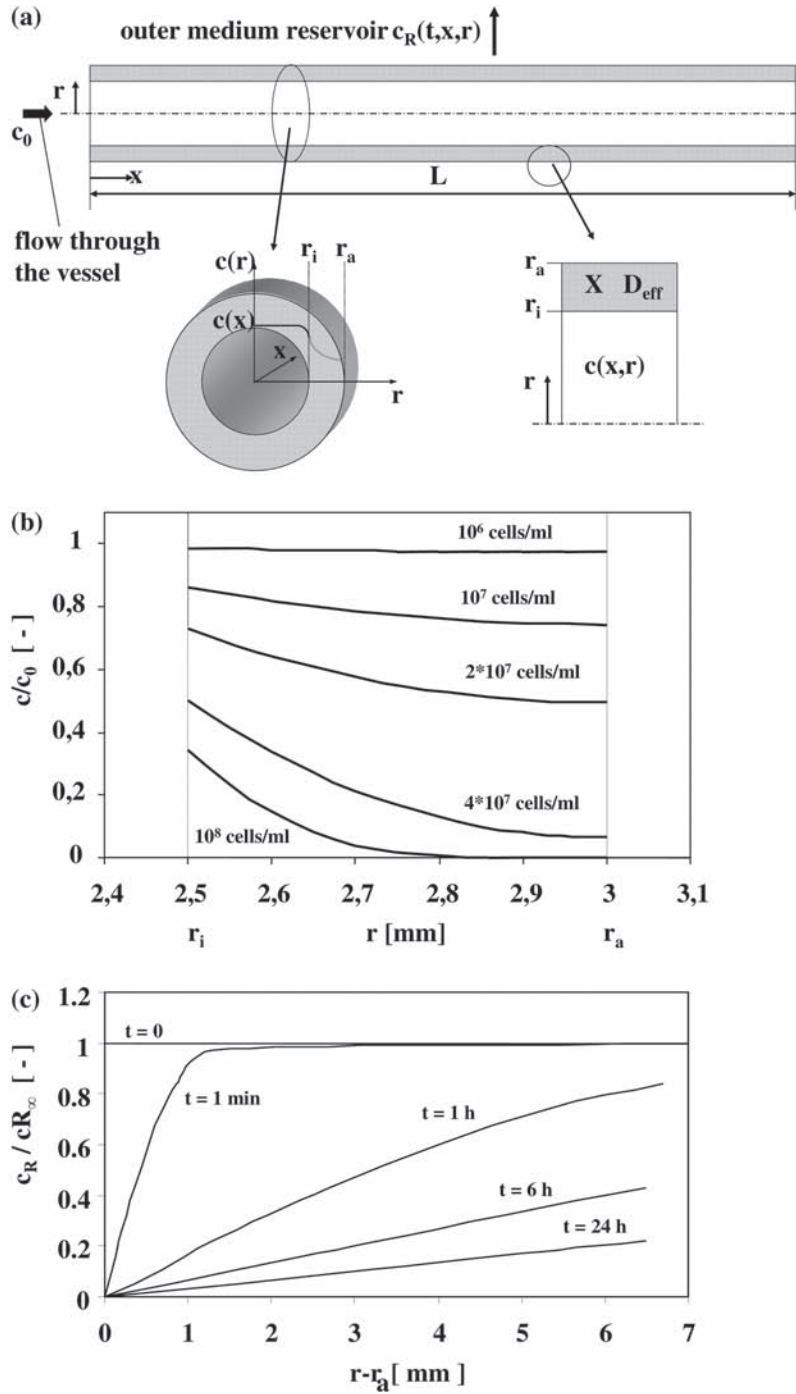 (a)
outer medium reservoir c_R(t,x,r)
r
c_0
x
L
flow through
the vessel
c(r)
r_i
r_a
c(x)
x
r
r_a
X D_eff
r_i
c(x,r)
r
(b)
1
0,8
0,6
0,4
0,2
0
c/c_0 [ - ]
10^6 cells/ml
10^7 cells/ml
2*10^7 cells/ml
4*10^7 cells/ml
10^8 cells/ml
2,4 2,5 2,6 2,7 2,8 2,9 3 3,1
r_i r [mm] r_a
(c)
1.2
1
0.8
0.6
0.4
0.2
0
c_R / cR_∞ [ - ]
t = 0
t = 1 min
t = 1 h
t = 6 h
t = 24 h
0 1 2 3 4 5 6 7
r-r_a[ mm ]